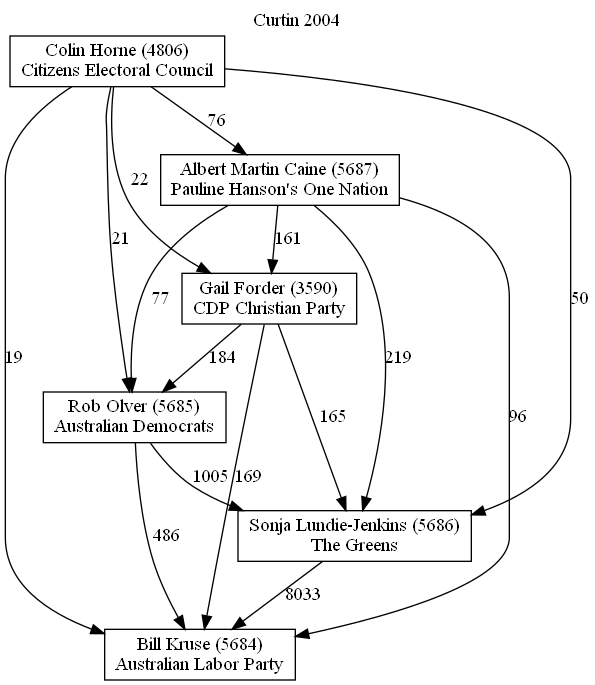 Curtin 2004
Colin Horne (4806)
Citizens Electoral Council
76
Albert Martin Caine (5687)
Pauline Hanson's One Nation
22
21
161
Gail Forder (3590)
CDP Christian Party
77
50
19
184
219
96
Rob Olver (5685)
Australian Democrats
165
1005
169
Sonja Lundie-Jenkins (5686)
The Greens
486
8033
Bill Kruse (5684)
Australian Labor Party